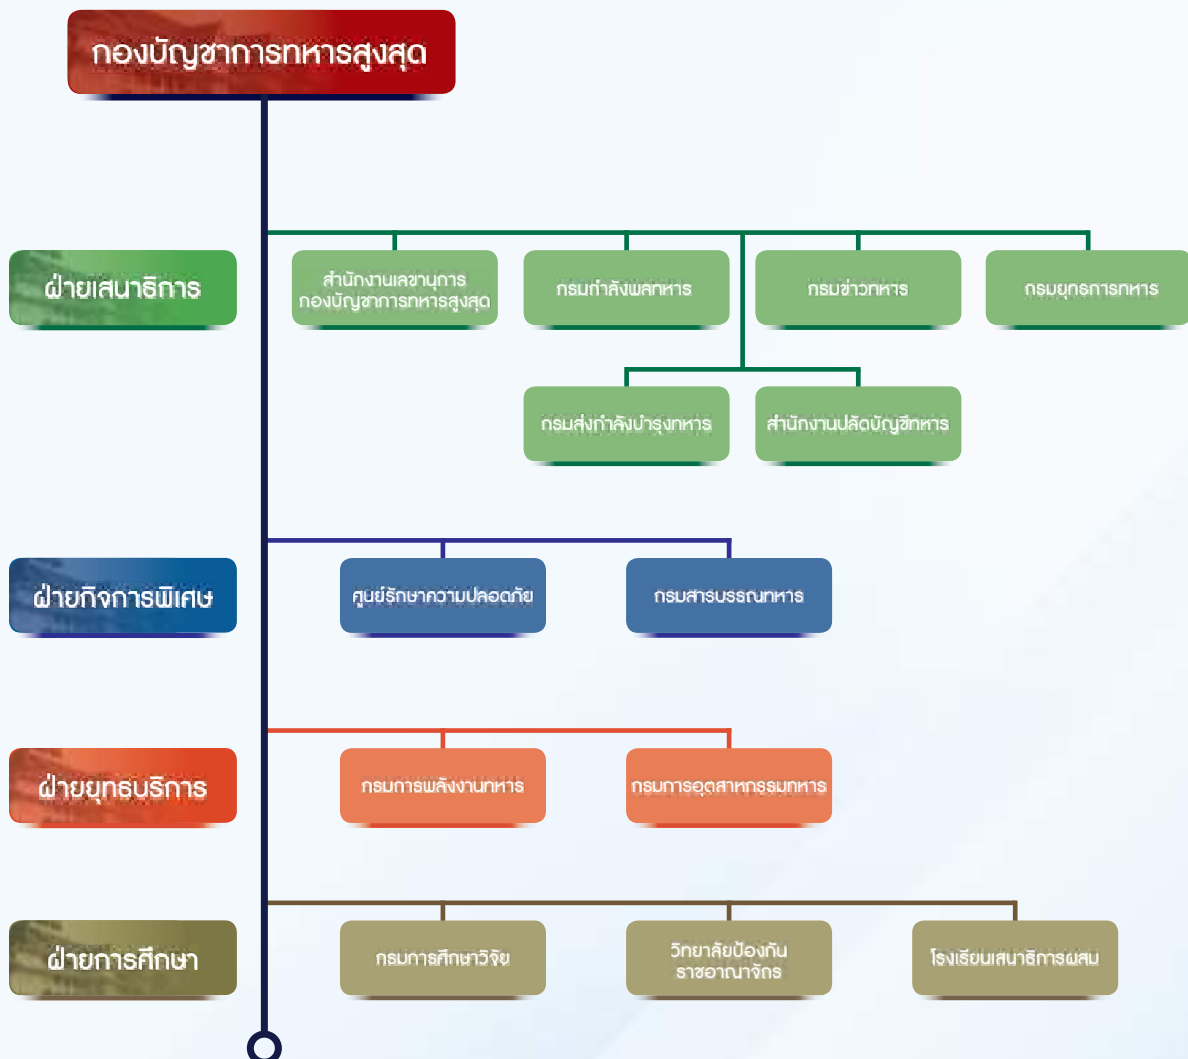 กองบัญชาการทหารสูงสุด
ฝ่ายเสนาธิการ
สำนักงานเลขานุการ
กองบัญชาการทหารสูงสุด
กรมกำลังพลทหาร
กรมข่าวทหาร
กรมยุทธการทหาร
กรมส่งกำลังบำรุงทหาร
สำนักงานปลัดบัญชีทหาร
ฝ่ายกิจการพิเศษ
ศูนย์รักษาความปลอดภัย
กรมสารบรรณทหาร
ฝ่ายยุทธบริการ
กรมการพลังงานทหาร
กรมการอุตสาหกรรมทหาร
ฝ่ายการศึกษา
กรมการศึกษาวิจัย
วิทยาลัยป้องกัน
ราชอาณาจักร
โรงเรียนเสนาธิการผสม